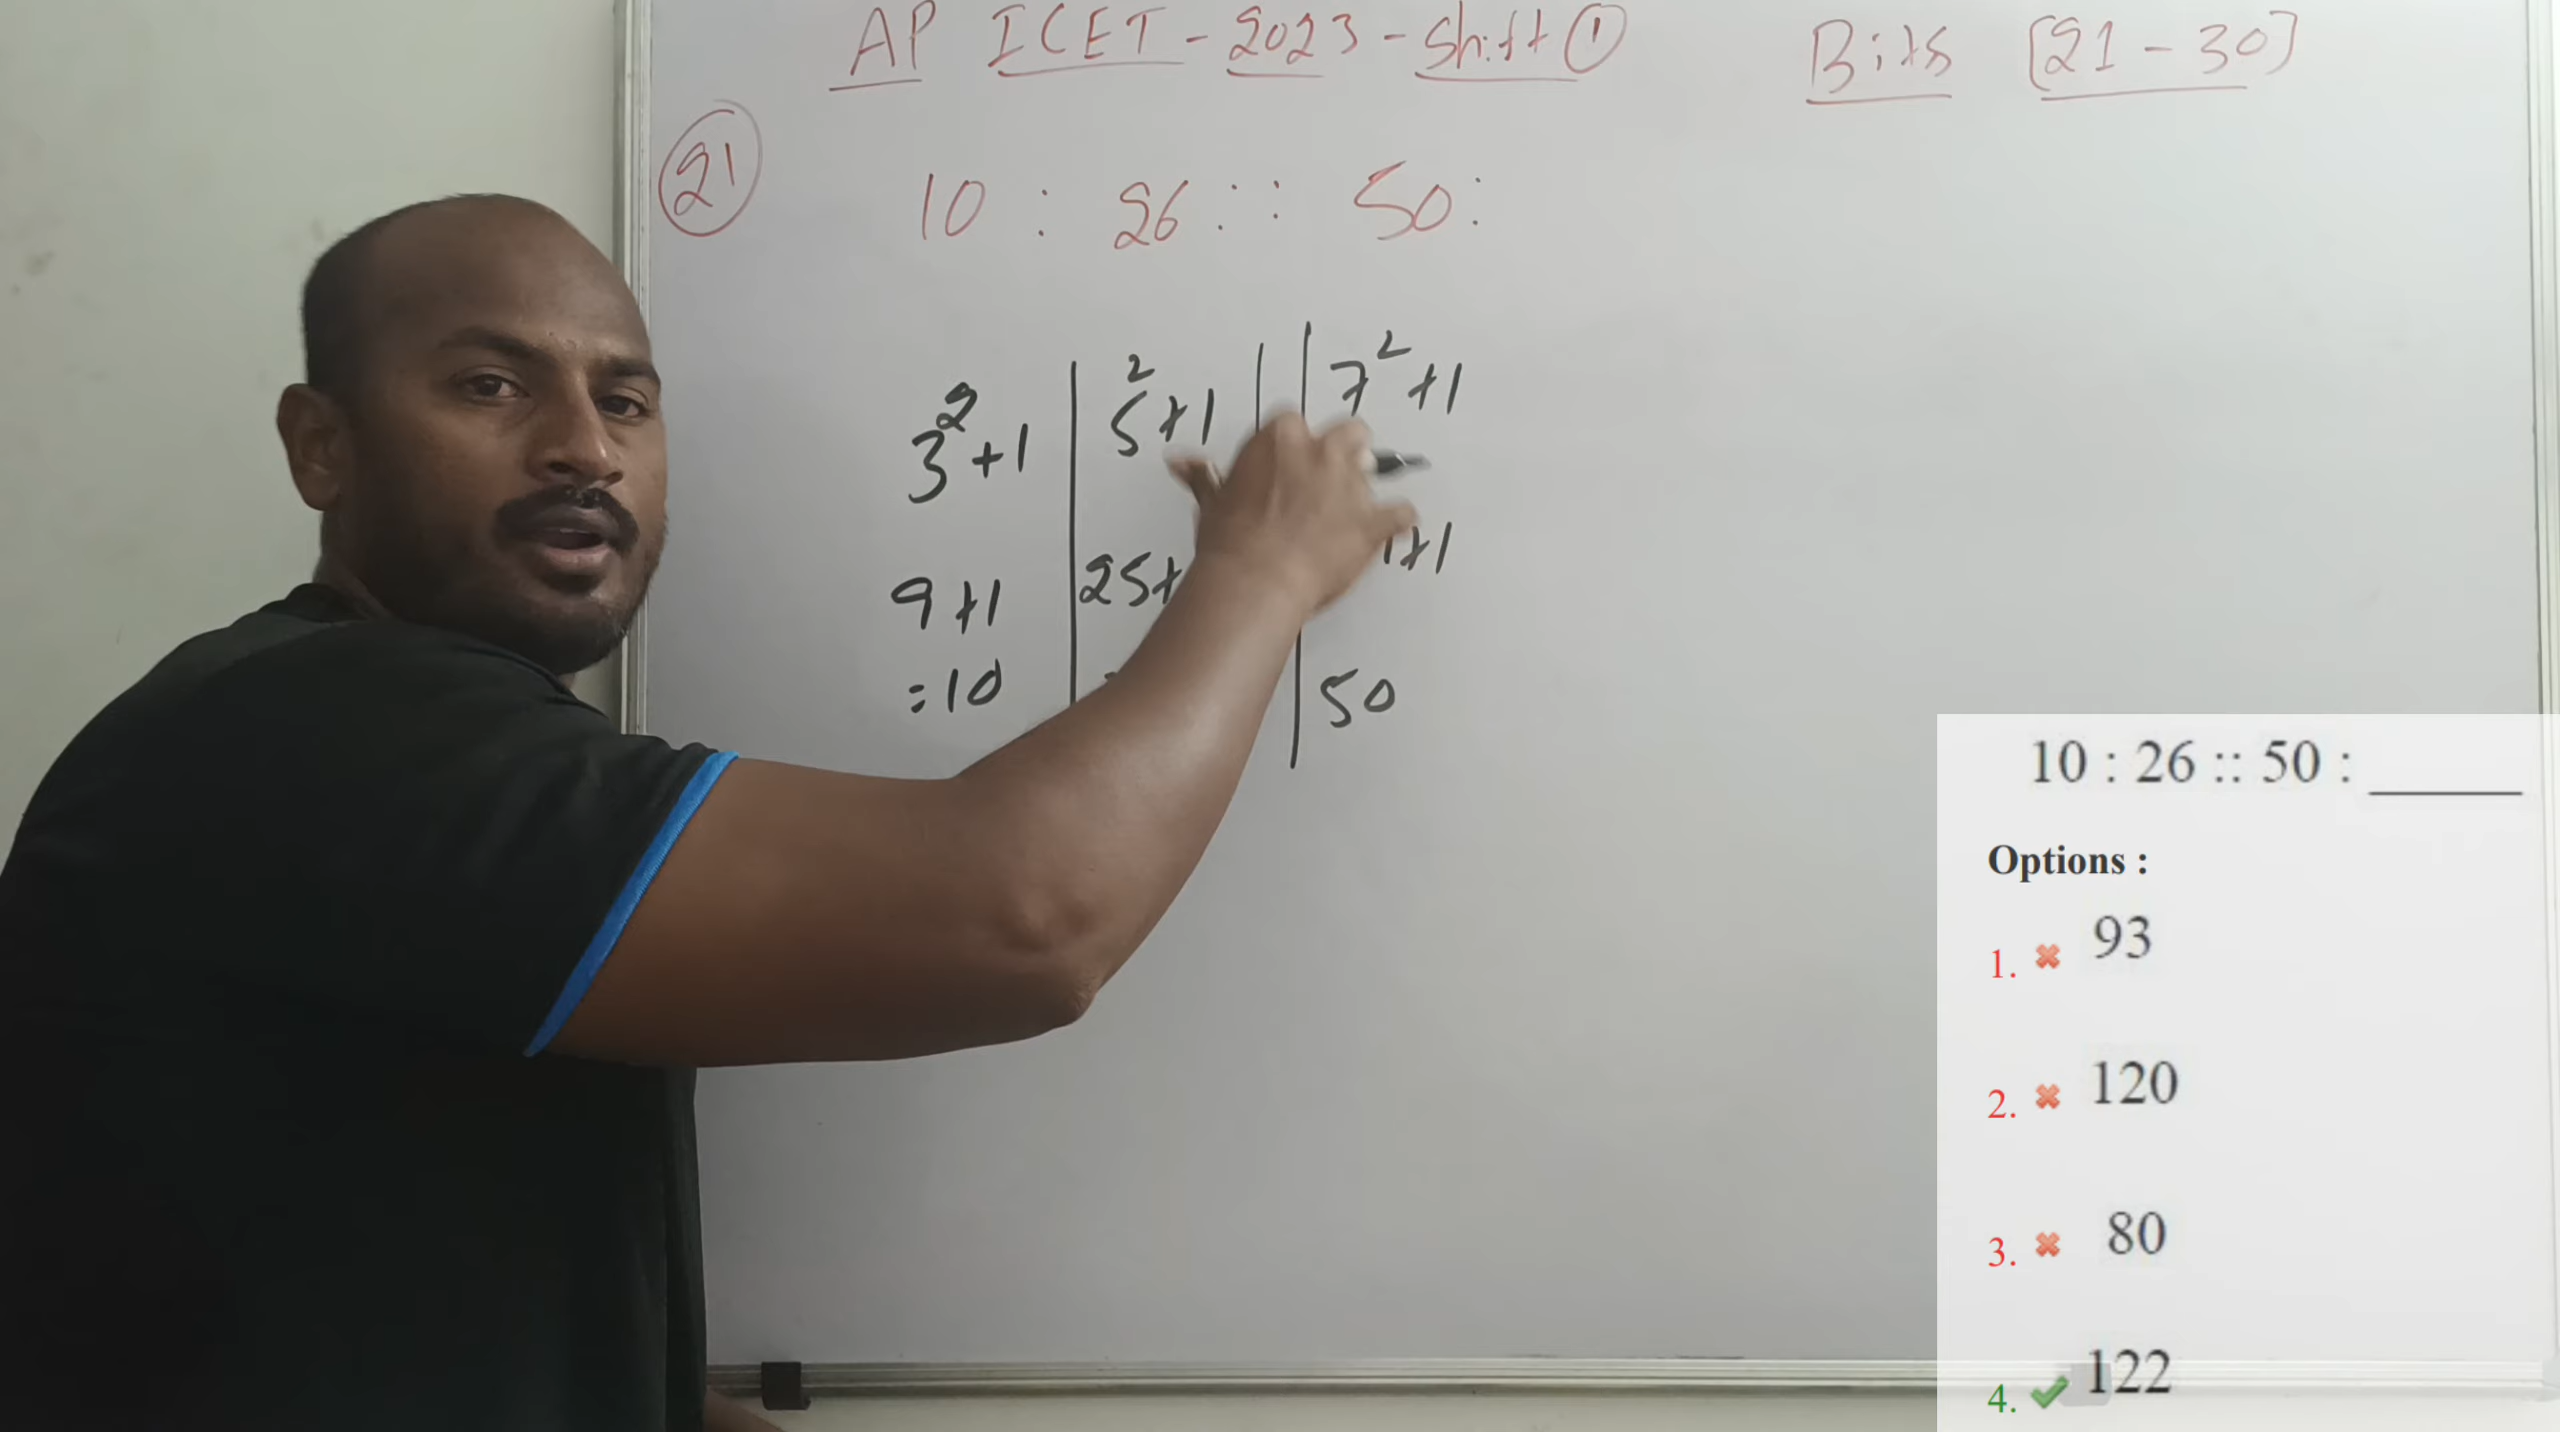 AP ICET - 2023 - Shift ① Bits [21 - 30]
21 10 : 26 :: 50 :
3²+1 5²+1 7²+1
9+1 25+ +1
=10 50
10 : 26 :: 50 : ______
Options :
1. ✖ 93
2. ✖ 120
3. ✖ 80
4. ✔ 122